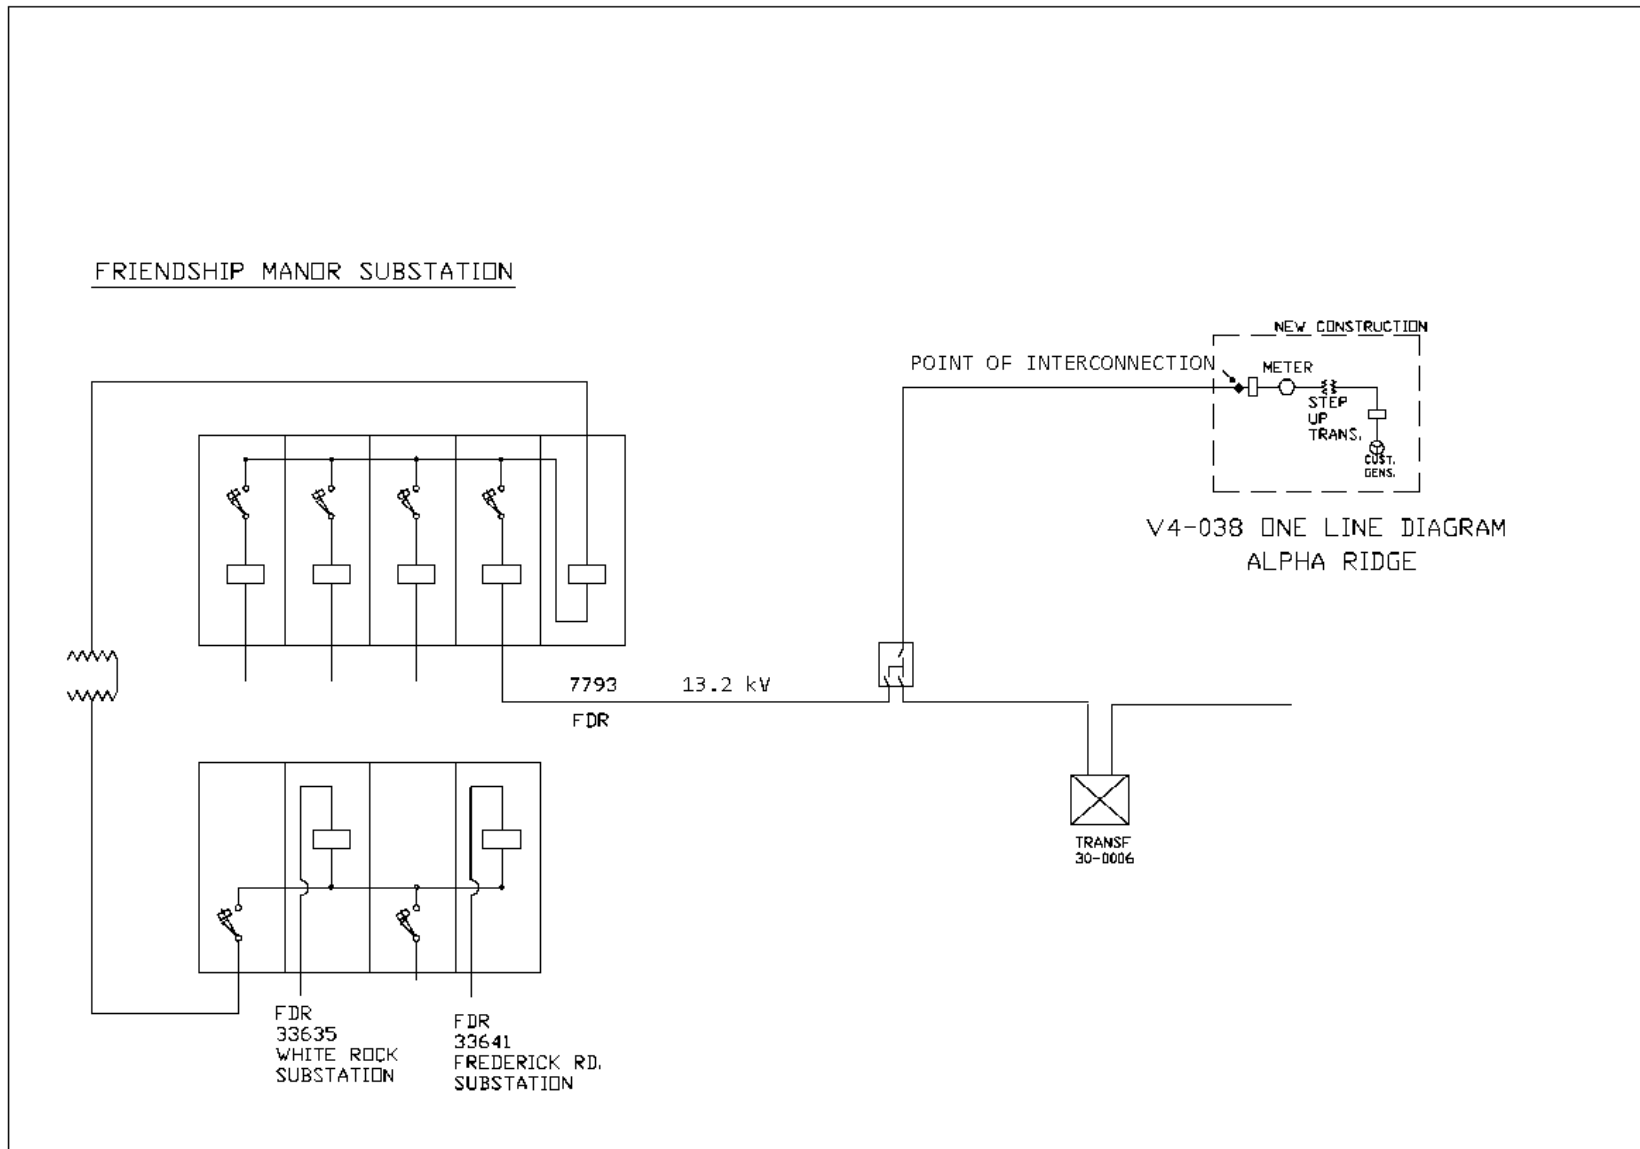 FRIENDSHIP MANOR SUBSTATION
NEW CONSTRUCTION
POINT OF INTERCONNECTION
METER
STEP
UP
TRANS.
CUST.
GENS.
V4-038 ONE LINE DIAGRAM
ALPHA RIDGE
7793 13.2 kV
FDR
TRANSF
30-0006
FDR
33635
WHITE ROCK
SUBSTATION
FDR
33641
FREDERICK RD.
SUBSTATION